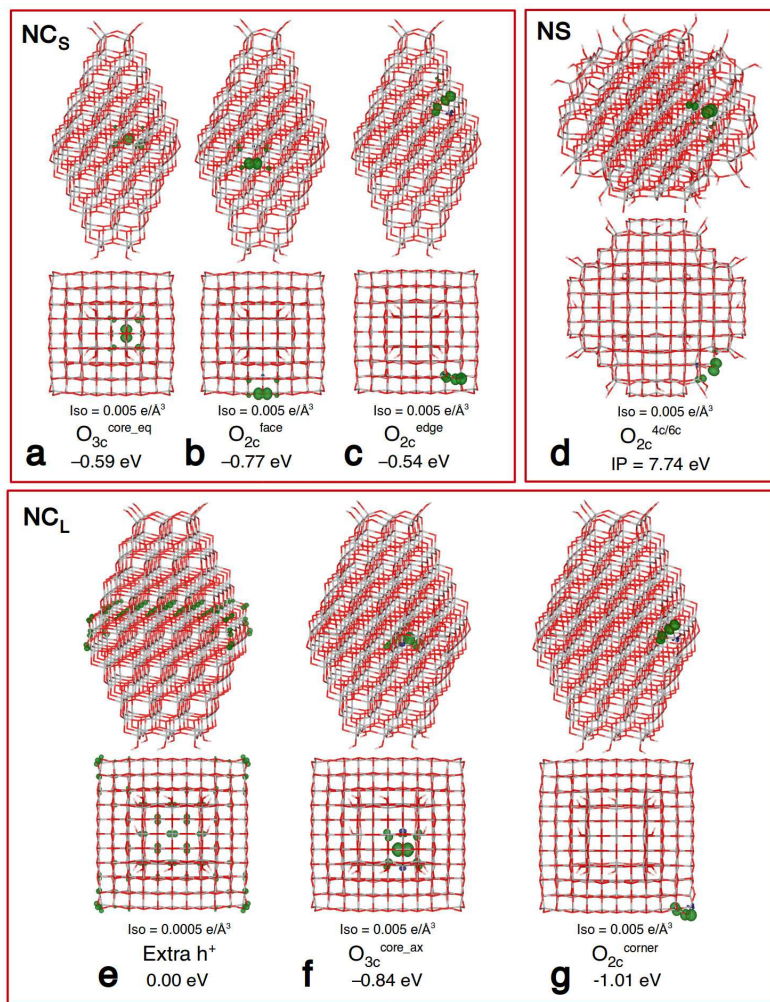 NC_S
Iso = 0.005 e/Å³
O_3c^core_eq
a –0.59 eV
Iso = 0.005 e/Å³
O_2c^face
b –0.77 eV
Iso = 0.005 e/Å³
O_2c^edge
c –0.54 eV
NS
Iso = 0.005 e/Å³
O_2c^4c/6c
d IP = 7.74 eV
NC_L
Iso = 0.0005 e/Å³
Extra h⁺
e 0.00 eV
Iso = 0.005 e/Å³
O_3c^core_ax
f –0.84 eV
Iso = 0.005 e/Å³
O_2c^corner
g -1.01 eV